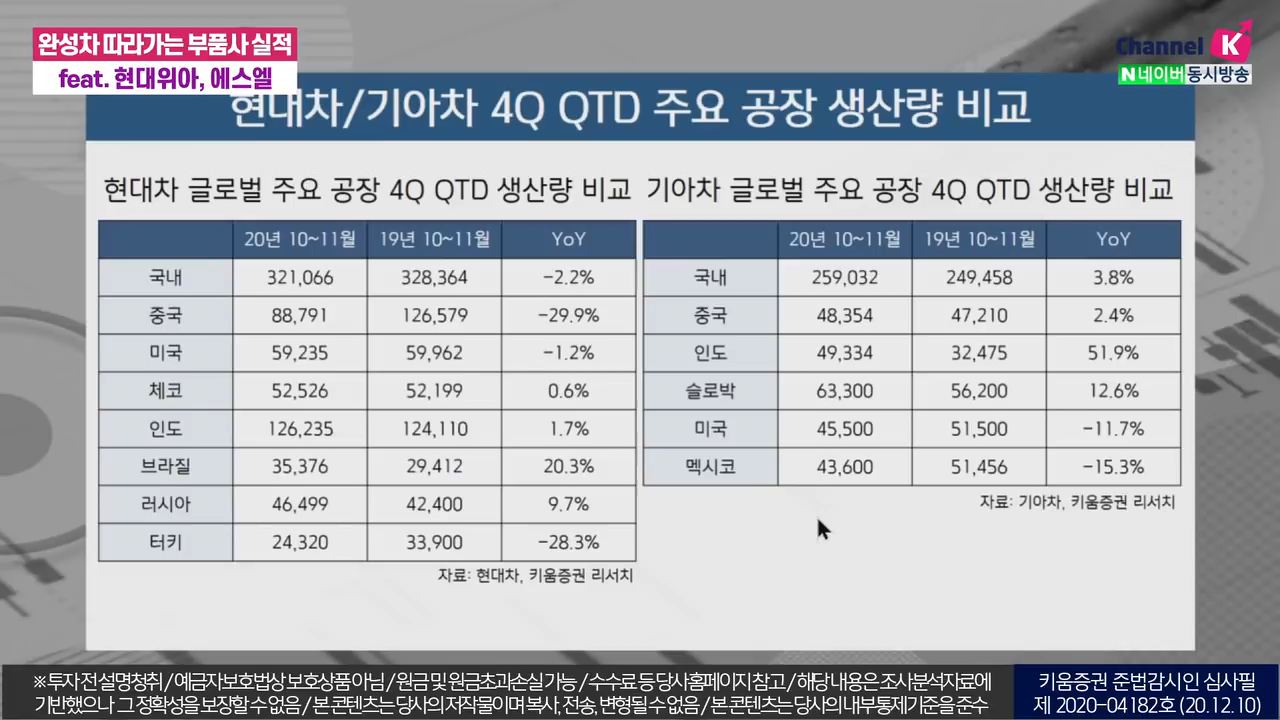 완성차 따라가는 부품사 실적
feat. 현대위아, 에스엘
Channel K
N 네이버 동시방송
현대차/기아차 4Q QTD 주요 공장 생산량 비교
현대차 글로벌 주요 공장 4Q QTD 생산량 비교
20년 10~11월 19년 10~11월 YoY
국내 321,066 328,364 -2.2%
중국 88,791 126,579 -29.9%
미국 59,235 59,962 -1.2%
체코 52,526 52,199 0.6%
인도 126,235 124,110 1.7%
브라질 35,376 29,412 20.3%
러시아 46,499 42,400 9.7%
터키 24,320 33,900 -28.3%
자료: 현대차, 키움증권 리서치
기아차 글로벌 주요 공장 4Q QTD 생산량 비교
20년 10~11월 19년 10~11월 YoY
국내 259,032 249,458 3.8%
중국 48,354 47,210 2.4%
인도 49,334 32,475 51.9%
슬로박 63,300 56,200 12.6%
미국 45,500 51,500 -11.7%
멕시코 43,600 51,456 -15.3%
자료: 기아차, 키움증권 리서치
※ 투자 전 설명청취 / 예금자보호법상 보호상품 아님 / 원금 및 원금초과손실 가능 / 수수료 등 당사홈페이지 참고 / 해당 내용은 조사분석자료에
기반했으나 그 정확성을 보장할 수 없음 / 본 콘텐츠는 당사의 저작물이며 복사, 전송, 변형될 수 없음 / 본 콘텐츠는 당사의 내부통제기준을 준수
키움증권 준법감시인 심사필
제 2020-04182호 (20.12.10)